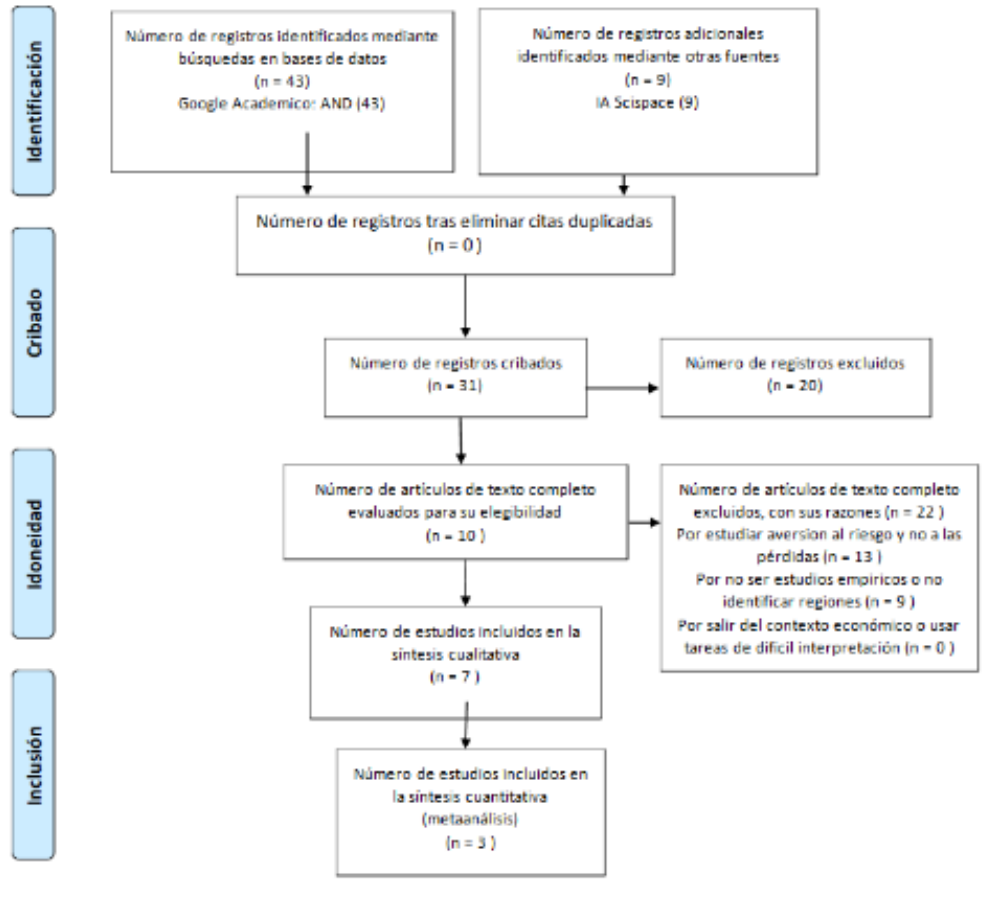 Identificación
Número de registros identificados mediante
búsquedas en bases de datos
(n = 43)
Google Academico: AND (43)
Número de registros adicionales
identificados mediante otras fuentes
(n = 9)
IA Scispace (9)
Número de registros tras eliminar citas duplicadas
(n = 0 )
Cribado
Número de registros cribados
(n = 31)
Número de registros excluidos
(n = 20)
Idoneidad
Número de artículos de texto completo
evaluados para su elegibilidad
(n = 10 )
Número de artículos de texto completo
excluidos, con sus razones (n = 22 )
Por estudiar aversion al riesgo y no a las
pérdidas (n = 13 )
Por no ser estudios empíricos o no
identificar regiones (n = 9 )
Por salir del contexto económico o usar
tareas de dificil interpretación (n = 0 )
Número de estudios incluidos en la
síntesis cualitativa
(n = 7 )
Inclusión
Número de estudios incluidos en
la síntesis cuantitativa
(metaanálisis)
(n = 3 )